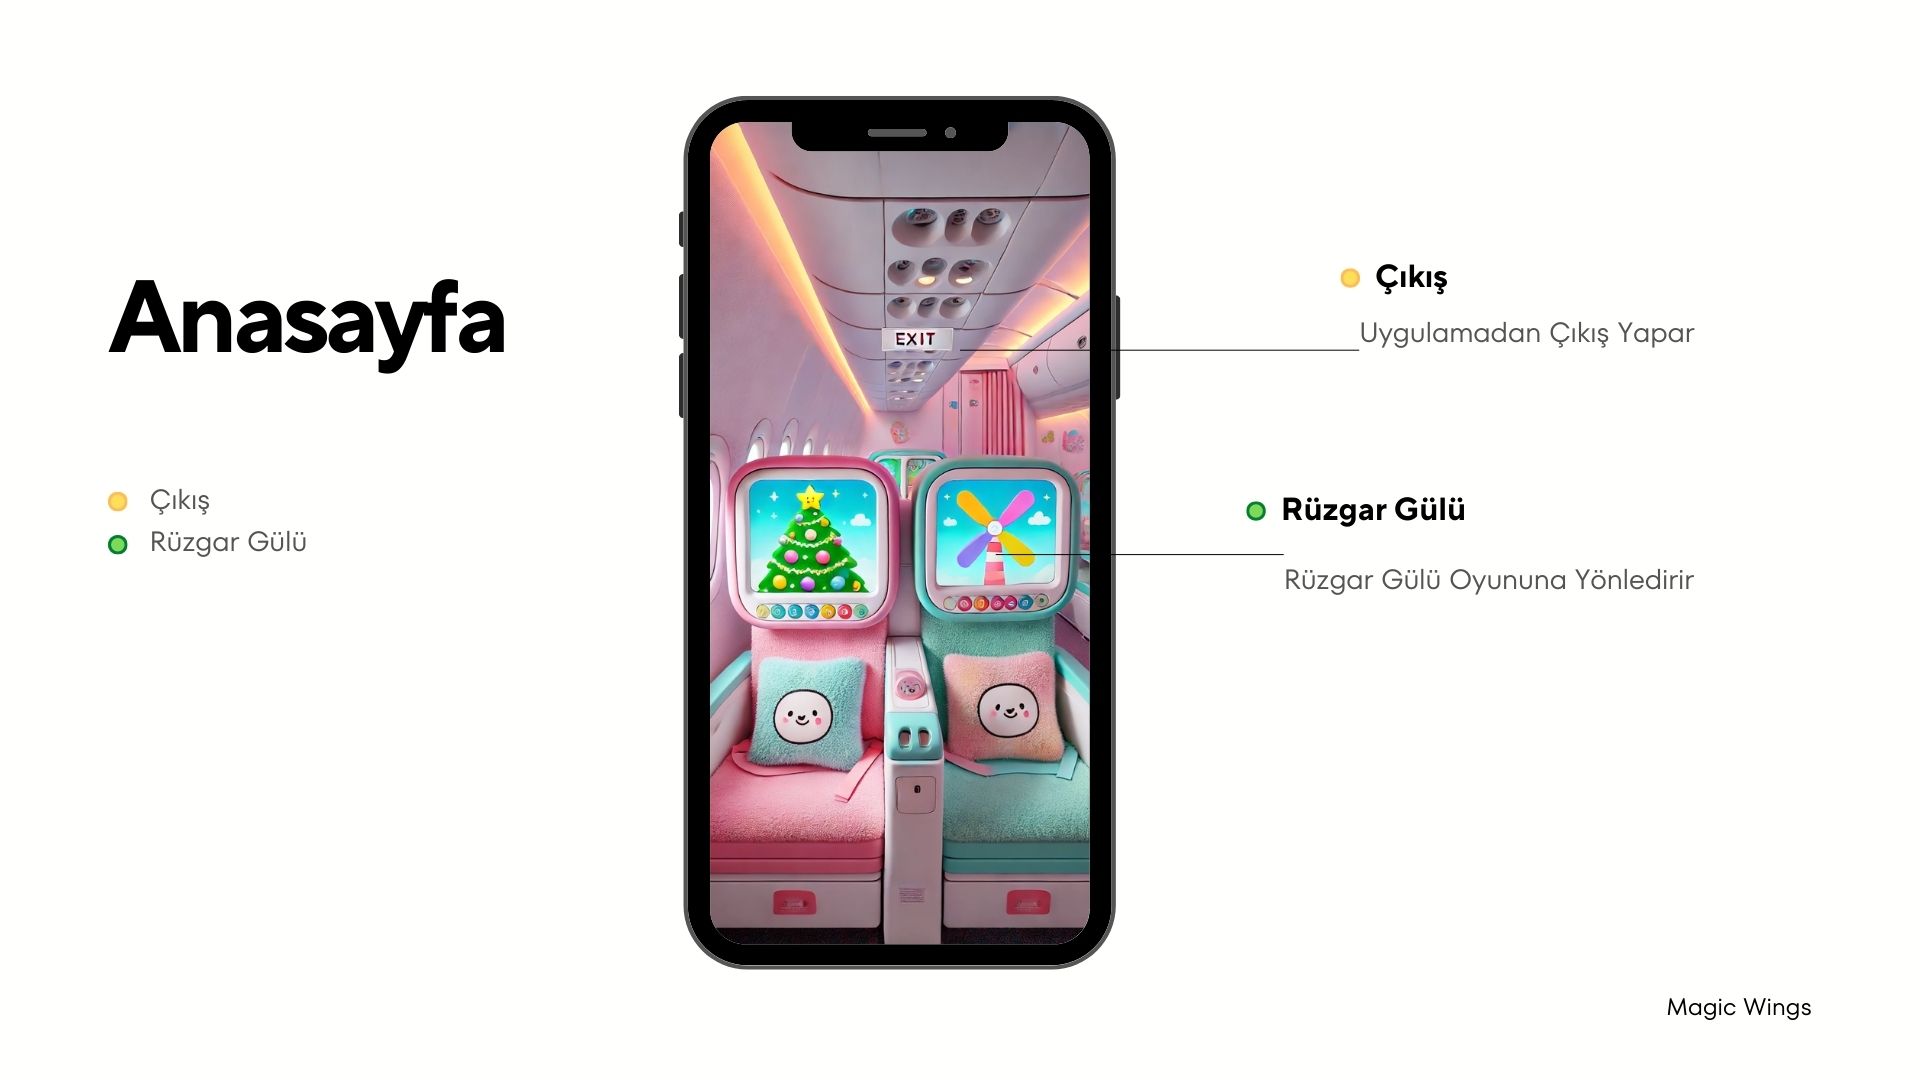 Anasayfa
Çıkış
Rüzgar Gülü
EXIT
Çıkış
Uygulamadan Çıkış Yapar
Rüzgar Gülü
Rüzgar Gülü Oyununa Yönledirir
Magic Wings